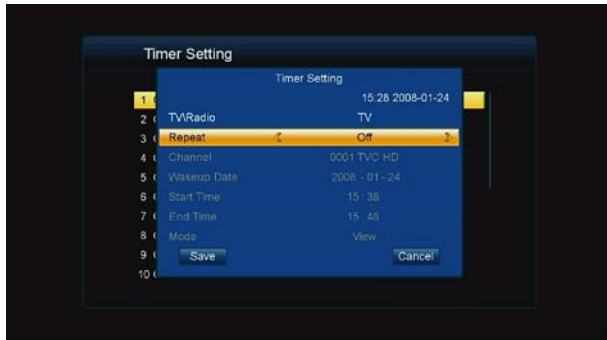 Timer Setting
Timer Setting
15:28 2008-01-24
1 (
2 ( TV\Radio TV
3 ( Repeat Off
4 ( Channel 0001 TVC HD
5 ( Wakeup Date 2008 - 01 - 24
6 ( Start Time 15 : 38
7 ( End Time 15 : 48
8 ( Mode View
9 ( Save Cancel
10 (